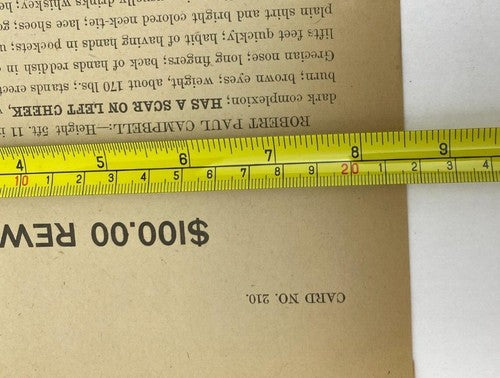 CARD NO. 210.
$100.00 REW
ROBERT PAUL CAMPBELL:—Height 5ft. 11
dark complexion; HAS A SCAR ON LEFT CHEEK,
burn; brown eyes; weight, about 170 lbs.; stands erect
Grecian nose; long fingers; back of hands reddish in
lifts feet quickly; habit of having hands in pockets
plain shirt and bright colored neck-tie; lace shoes;
drinks whiskey;
4 5 6 7 8 9
10 1 2 3 4 5 6 7 8 9 20 1 2 3 4